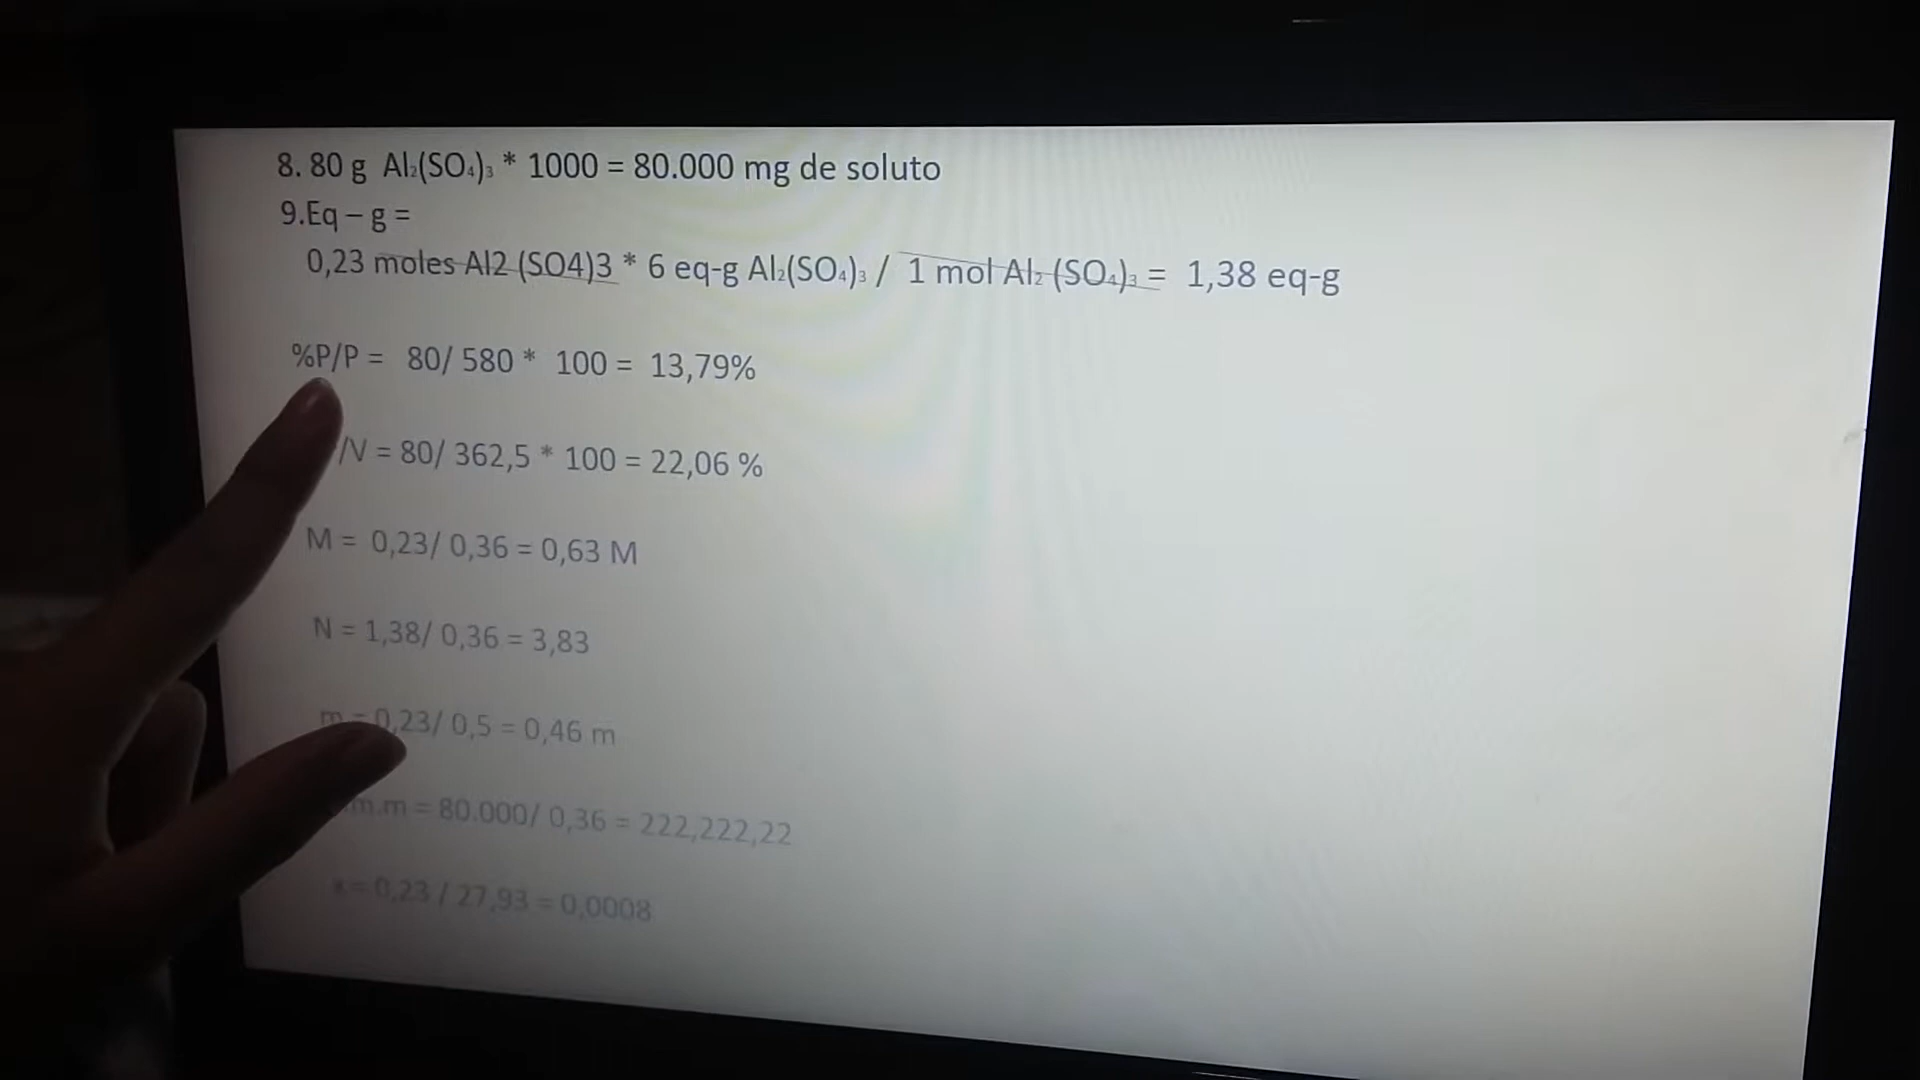 8. 80 g Al₂(SO₄)₃ * 1000 = 80.000 mg de soluto
9.Eq – g =
0,23 moles Al2 (SO4)3 * 6 eq-g Al₂(SO₄)₃ / 1 mol Al₂ (SO₄)₃ = 1,38 eq-g
%P/P = 80/ 580 * 100 = 13,79%
/V = 80/ 362,5 * 100 = 22,06 %
M = 0,23/ 0,36 = 0,63 M
N = 1,38/ 0,36 = 3,83
m = 0,23/ 0,5 = 0,46 m
.m.m = 80.000/ 0,36 = 222,222,22
x = 0,23 / 27,93 = 0,0008